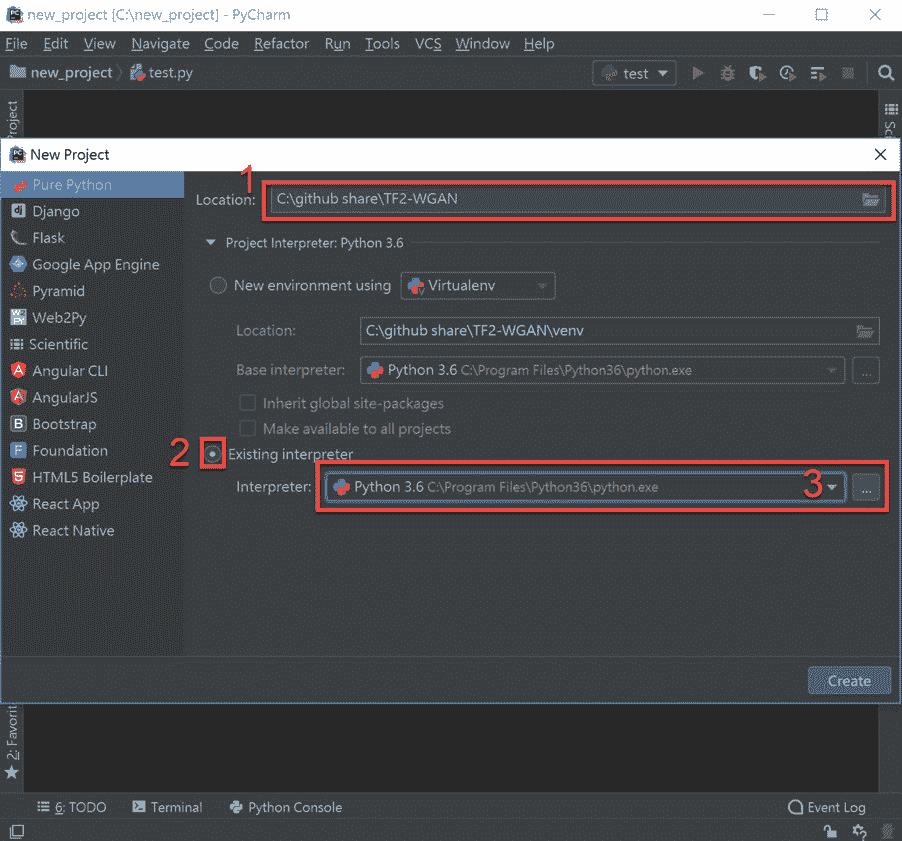 new_project [C:\new_project] - PyCharm
File Edit View Navigate Code Refactor Run Tools VCS Window Help
new_project test.py test
Project
New Project
Pure Python
Django
Flask
Google App Engine
Pyramid
Web2Py
Scientific
Angular CLI
AngularJS
Bootstrap
Foundation
HTML5 Boilerplate
React App
React Native
1
Location: C:\github share\TF2-WGAN
Project Interpreter: Python 3.6
New environment using Virtualenv
Location: C:\github share\TF2-WGAN\venv
Base interpreter: Python 3.6 C:\Program Files\Python36\python.exe ...
Inherit global site-packages
Make available to all projects
2 Existing interpreter
Interpreter: Python 3.6 C:\Program Files\Python36\python.exe 3 ...
Create
2: Favorit
6: TODO Terminal Python Console Event Log